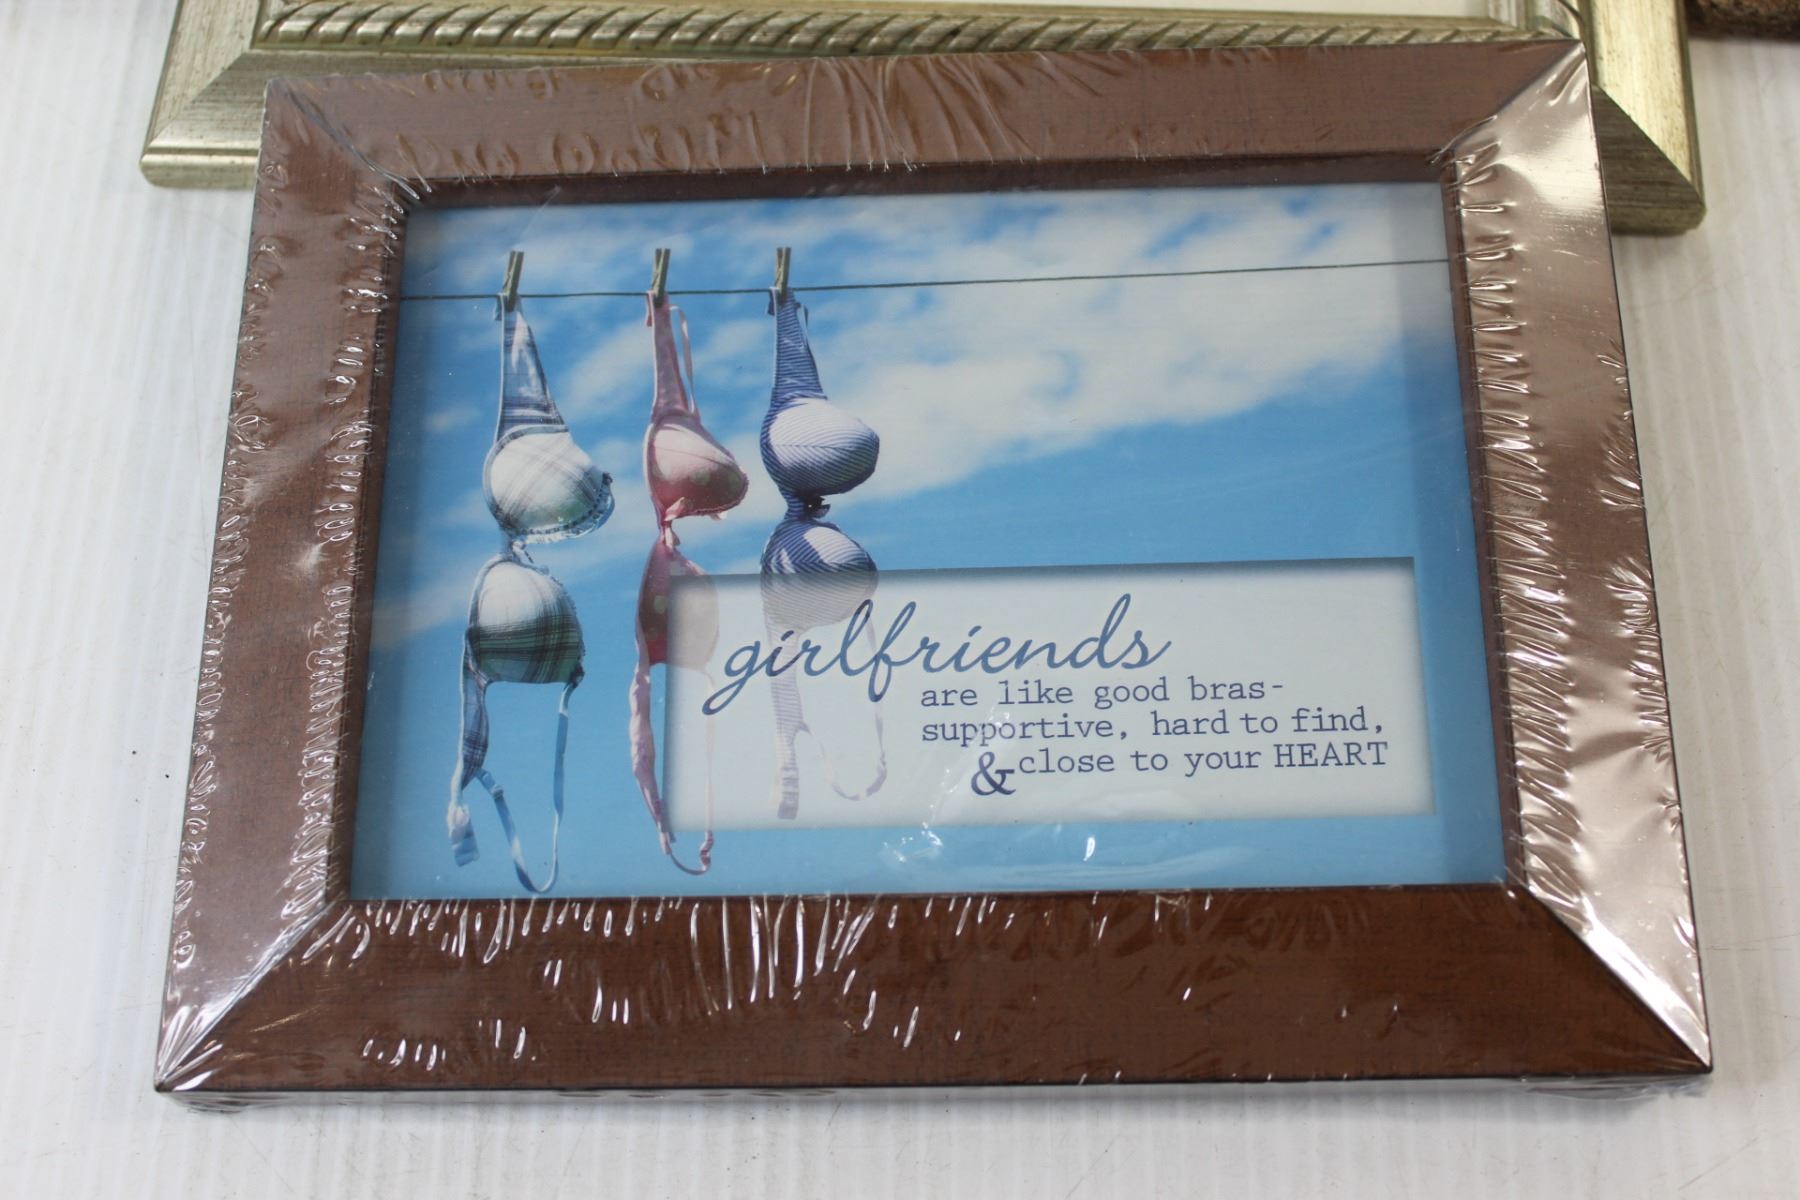 girlfriends
are like good bras-
supportive, hard to find,
& close to your HEART